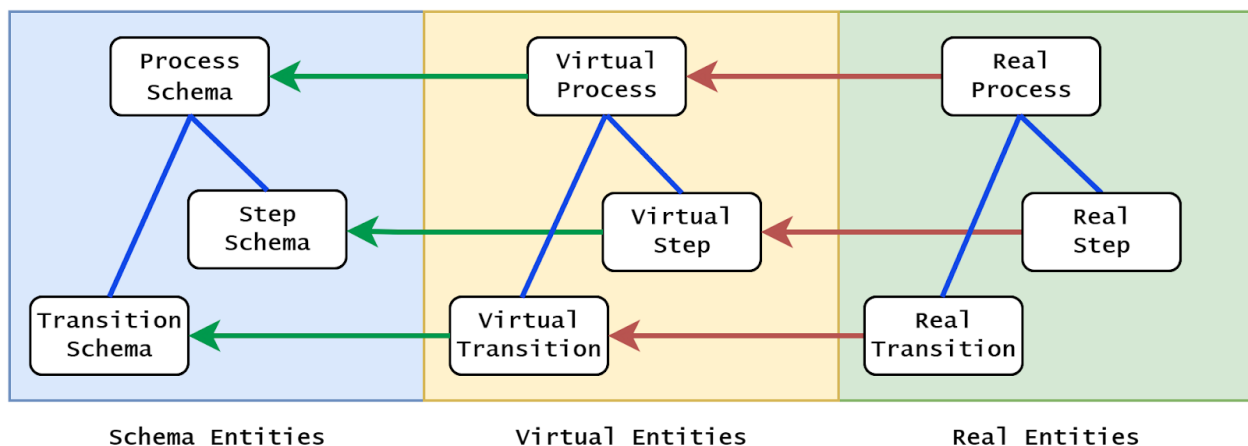 Process
Schema
Virtual
Process
Real
Process
Step
Schema
Virtual
Step
Real
Step
Transition
Schema
Virtual
Transition
Real
Transition
Schema Entities
Virtual Entities
Real Entities